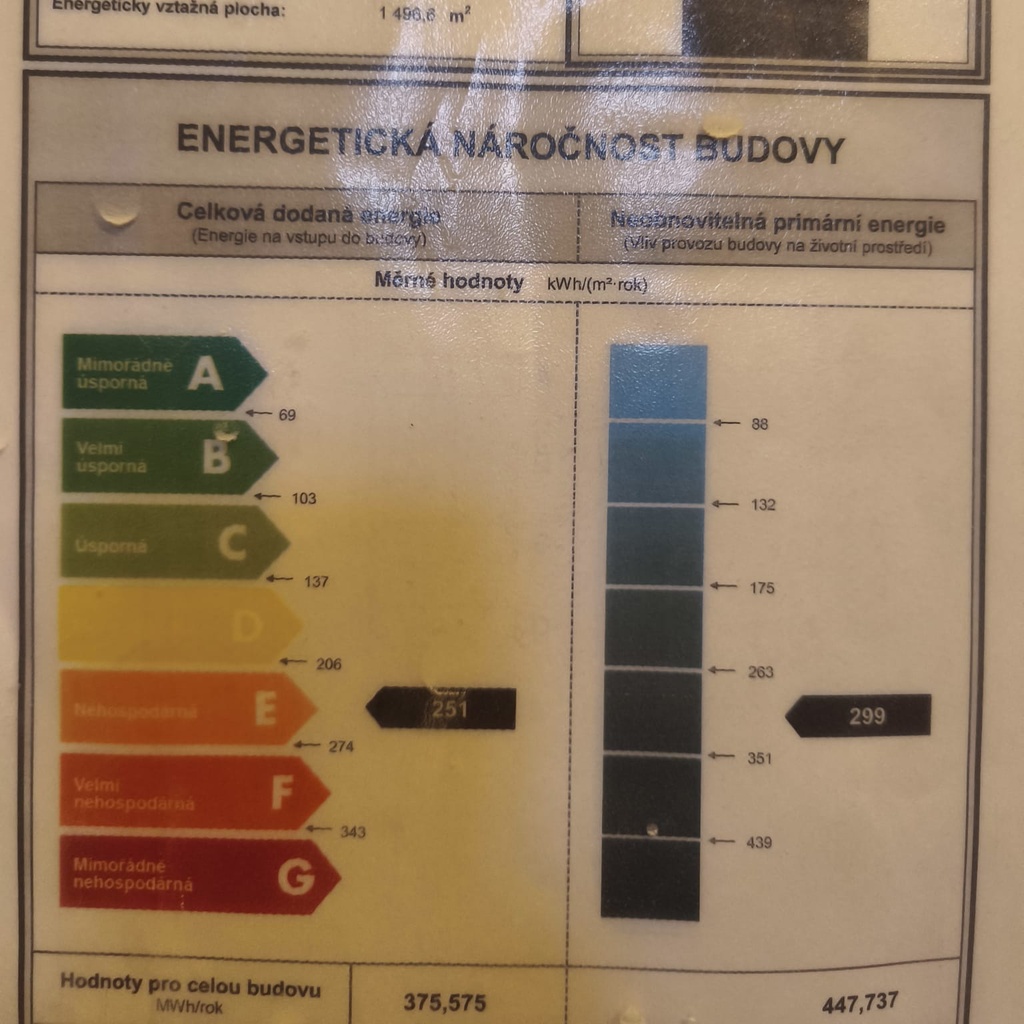 Energeticky vztažná plocha: 1 496,6 m²
ENERGETICKÁ NÁROČNOST BUDOVY
Celková dodaná energie
(Energie na vstupu do budovy)
Neobnovitelná primární energie
(Vliv provozu budovy na životní prostředí)
Měrné hodnoty kWh/(m²·rok)
Mimořádně
úsporná
A
69
Velmi
úsporná
B
103
Úsporná
C
137
D
206
Nehospodárná
E
274
Velmi
nehospodárná
F
343
Mimořádně
nehospodárná
G
251
88
132
175
263
351
439
299
Hodnoty pro celou budovu
MWh/rok
375,575
447,737